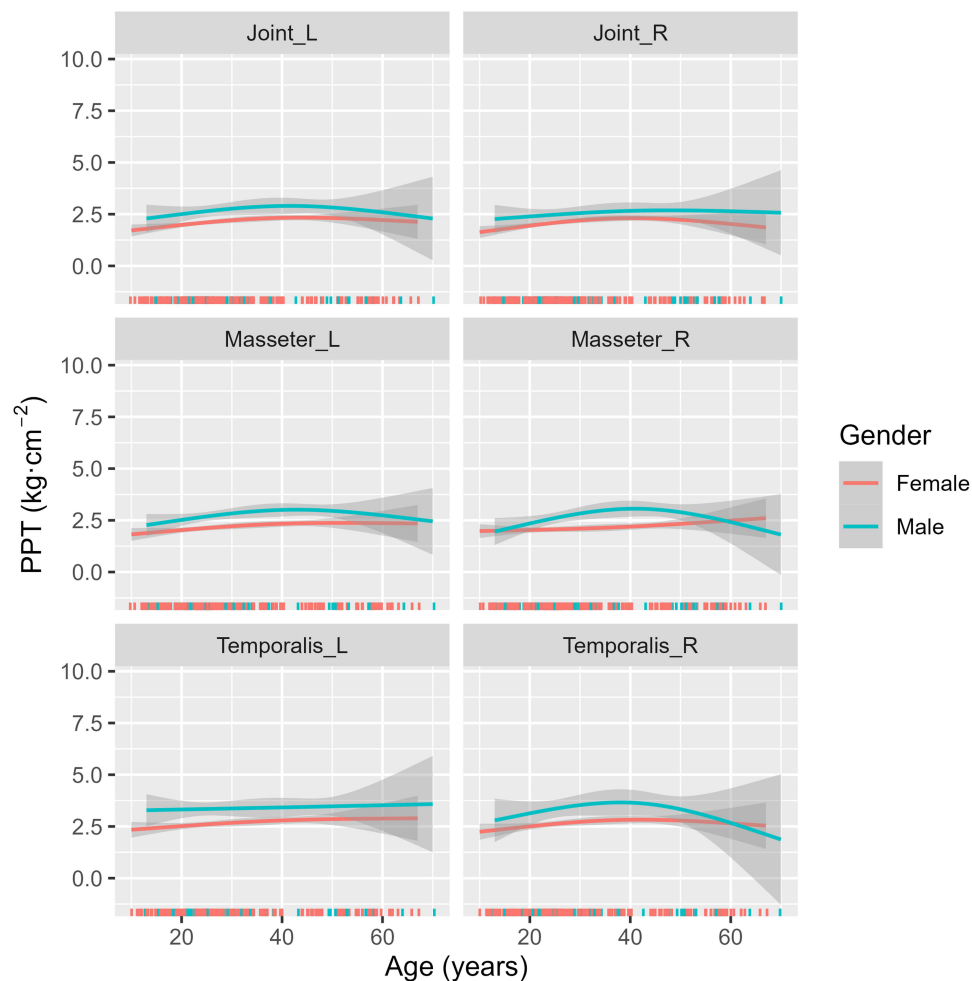 Joint_L
Joint_R
10.0
7.5
5.0
2.5
0.0
Masseter_L
Masseter_R
10.0
7.5
5.0
2.5
0.0
Temporalis_L
Temporalis_R
10.0
7.5
5.0
2.5
0.0
20
40
60
20
40
60
Age (years)
PPT (kg·cm⁻²)
Gender
Female
Male